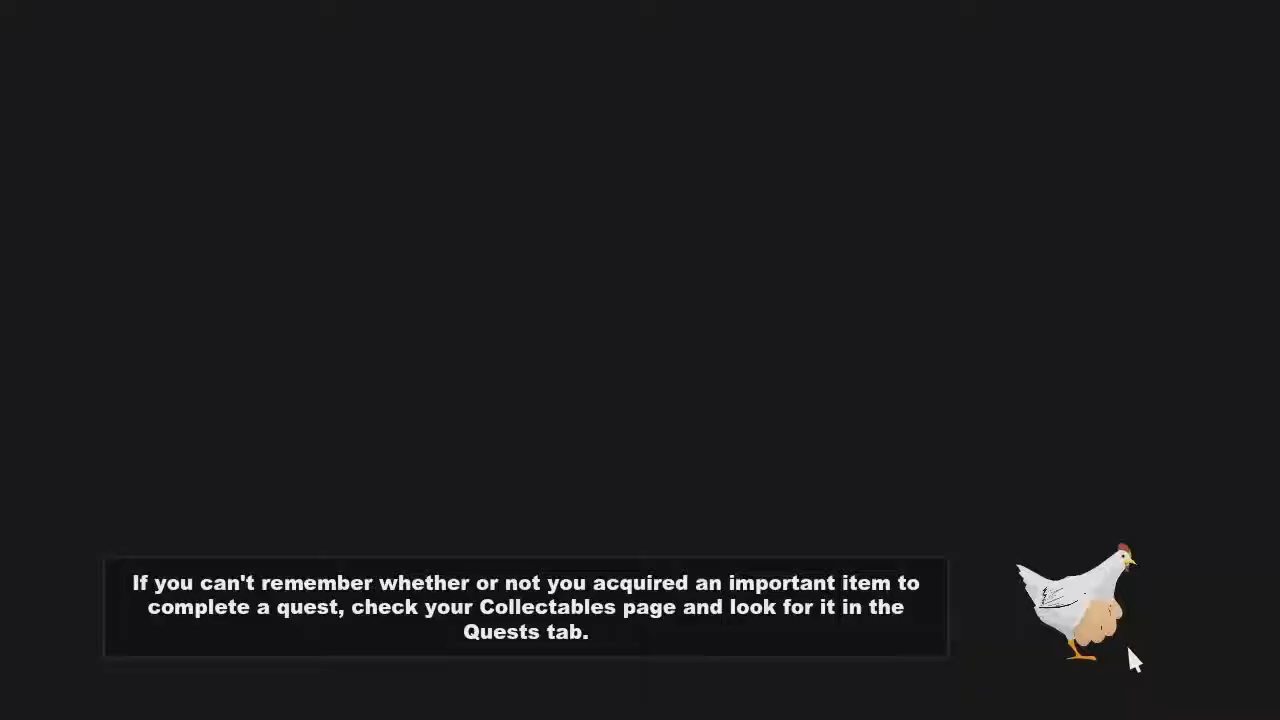 If you can't remember whether or not you acquired an important item to
complete a quest, check your Collectables page and look for it in the
Quests tab.